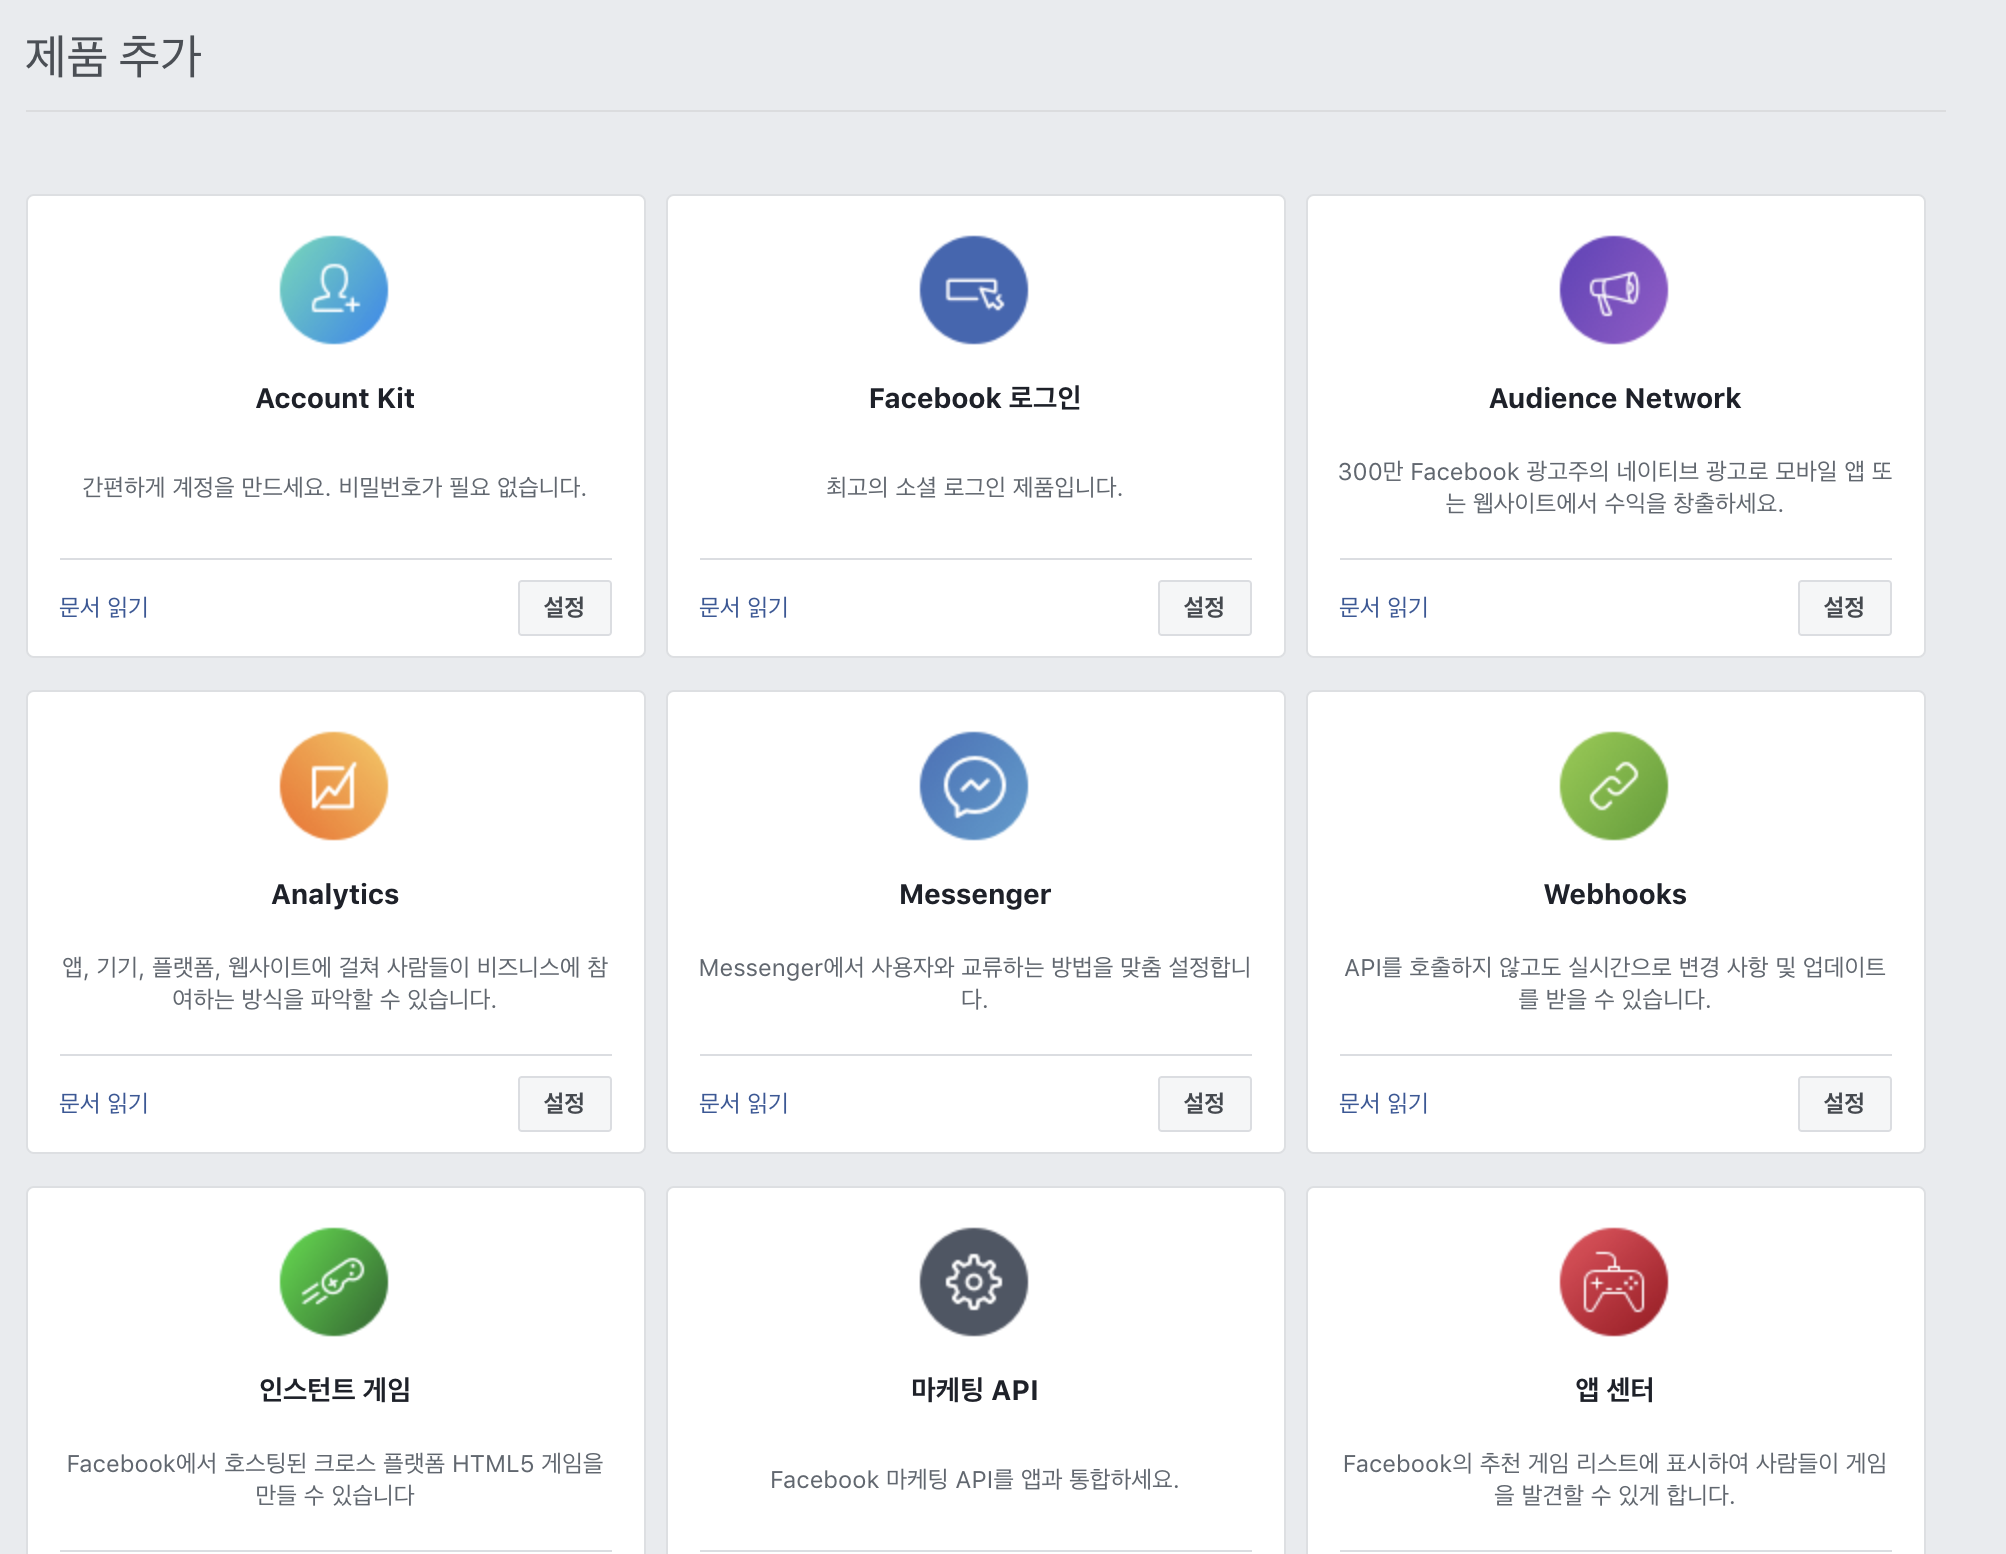 제품 추가
Account Kit
간편하게 계정을 만드세요. 비밀번호가 필요 없습니다.
문서 읽기
설정
Facebook 로그인
최고의 소셜 로그인 제품입니다.
문서 읽기
설정
Audience Network
300만 Facebook 광고주의 네이티브 광고로 모바일 앱 또
는 웹사이트에서 수익을 창출하세요.
문서 읽기
설정
Analytics
앱, 기기, 플랫폼, 웹사이트에 걸쳐 사람들이 비즈니스에 참
여하는 방식을 파악할 수 있습니다.
문서 읽기
설정
Messenger
Messenger에서 사용자와 교류하는 방법을 맞춤 설정합니
다.
문서 읽기
설정
Webhooks
API를 호출하지 않고도 실시간으로 변경 사항 및 업데이트
를 받을 수 있습니다.
문서 읽기
설정
인스턴트 게임
Facebook에서 호스팅된 크로스 플랫폼 HTML5 게임을
만들 수 있습니다
마케팅 API
Facebook 마케팅 API를 앱과 통합하세요.
앱 센터
Facebook의 추천 게임 리스트에 표시하여 사람들이 게임
을 발견할 수 있게 합니다.